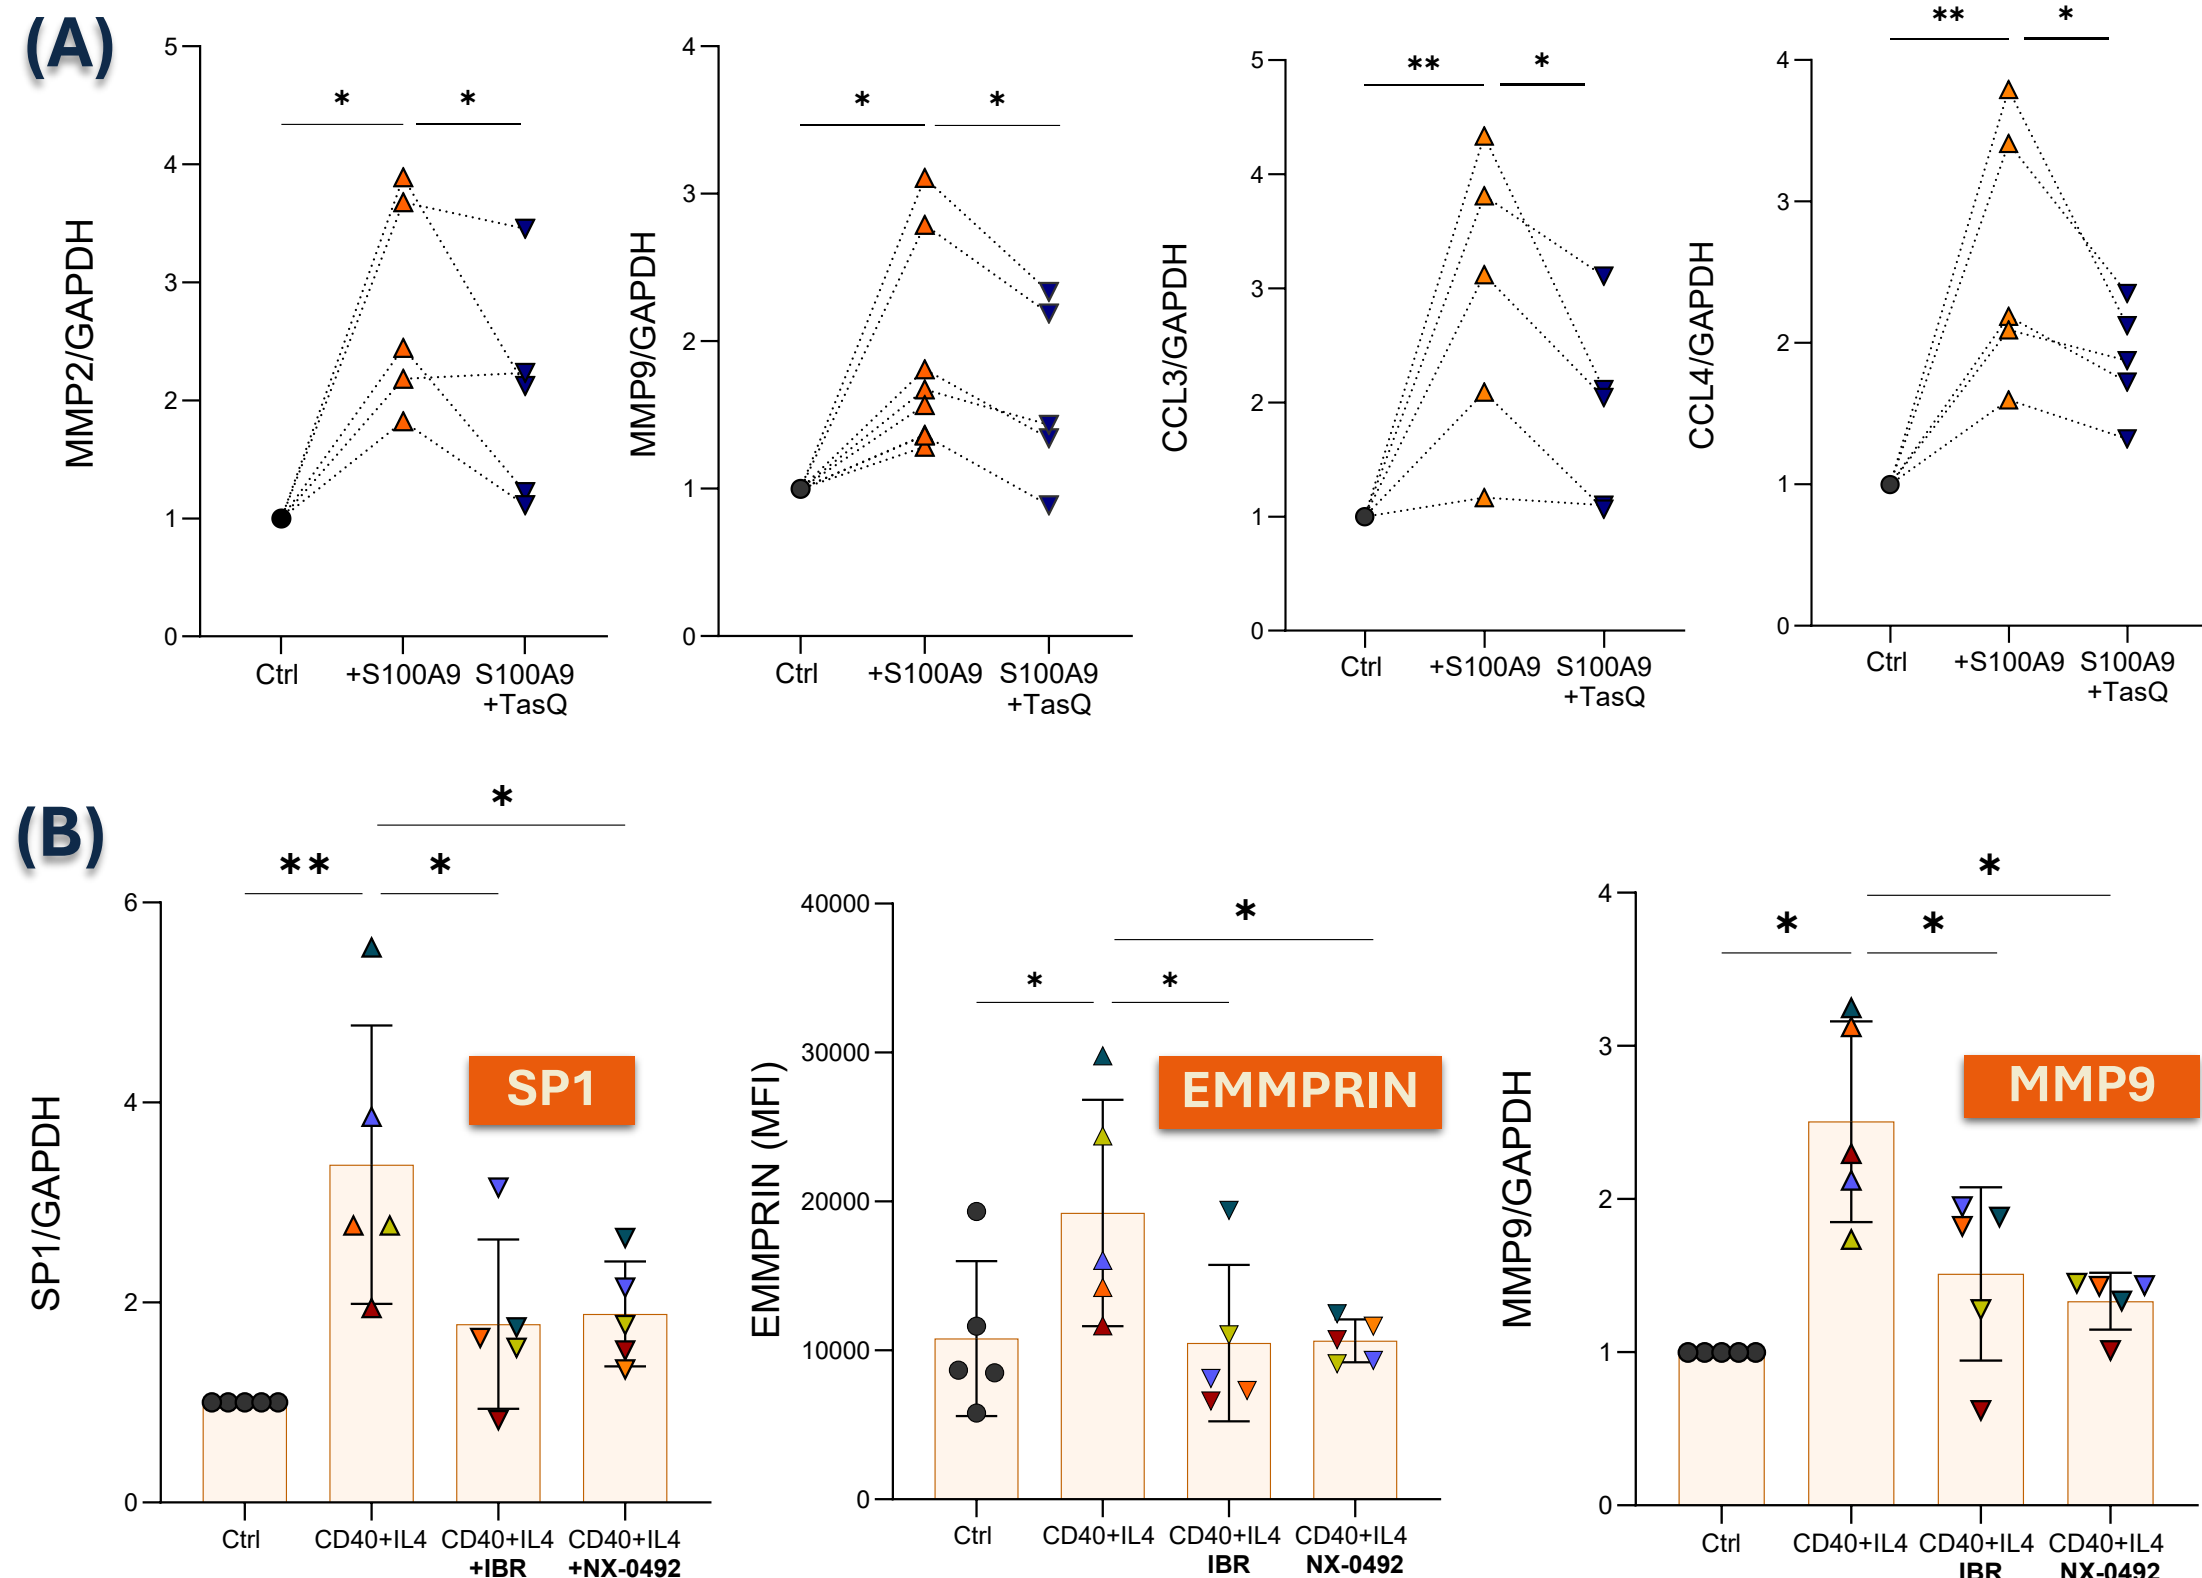 (A)
* *
5
4
3
2
1
0
MMP2/GAPDH
Ctrl +S100A9 S100A9
+TasQ
* *
4
3
2
1
0
MMP9/GAPDH
Ctrl +S100A9 S100A9
+TasQ
** *
5
4
3
2
1
0
CCL3/GAPDH
Ctrl +S100A9 S100A9
+TasQ
** *
4
3
2
1
0
CCL4/GAPDH
Ctrl +S100A9 S100A9
+TasQ
(B)
*
** *
6
4
2
0
SP1/GAPDH
SP1
Ctrl CD40+IL4 CD40+IL4 CD40+IL4
+IBR +NX-0492
*
* *
40000
30000
20000
10000
0
EMMPRIN (MFI)
EMMPRIN
Ctrl CD40+IL4 CD40+IL4 CD40+IL4
IBR NX-0492
*
* *
4
3
2
1
0
MMP9/GAPDH
MMP9
Ctrl CD40+IL4 CD40+IL4 CD40+IL4
IBR NX-0492